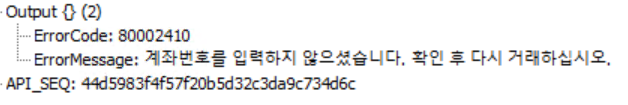 Output {} (2)
ErrorCode: 80002410
ErrorMessage: 계좌번호를 입력하지 않으셨습니다. 확인 후 다시 거래하십시오.
API_SEQ: 44d5983f4f57f20b5d32c3da9c734d6c